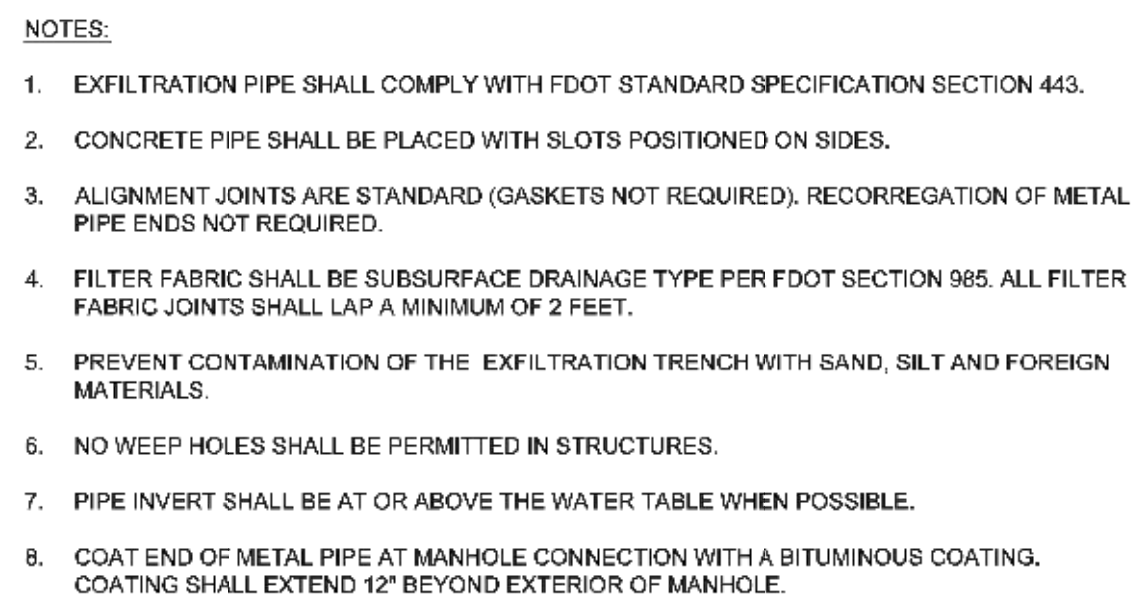 NOTES:
1. EXFILTRATION PIPE SHALL COMPLY WITH FDOT STANDARD SPECIFICATION SECTION 443.
2. CONCRETE PIPE SHALL BE PLACED WITH SLOTS POSITIONED ON SIDES.
3. ALIGNMENT JOINTS ARE STANDARD (GASKETS NOT REQUIRED). RECORREGATION OF METAL
PIPE ENDS NOT REQUIRED.
4. FILTER FABRIC SHALL BE SUBSURFACE DRAINAGE TYPE PER FDOT SECTION 985. ALL FILTER
FABRIC JOINTS SHALL LAP A MINIMUM OF 2 FEET.
5. PREVENT CONTAMINATION OF THE EXFILTRATION TRENCH WITH SAND, SILT AND FOREIGN
MATERIALS.
6. NO WEEP HOLES SHALL BE PERMITTED IN STRUCTURES.
7. PIPE INVERT SHALL BE AT OR ABOVE THE WATER TABLE WHEN POSSIBLE.
8. COAT END OF METAL PIPE AT MANHOLE CONNECTION WITH A BITUMINOUS COATING.
COATING SHALL EXTEND 12" BEYOND EXTERIOR OF MANHOLE.